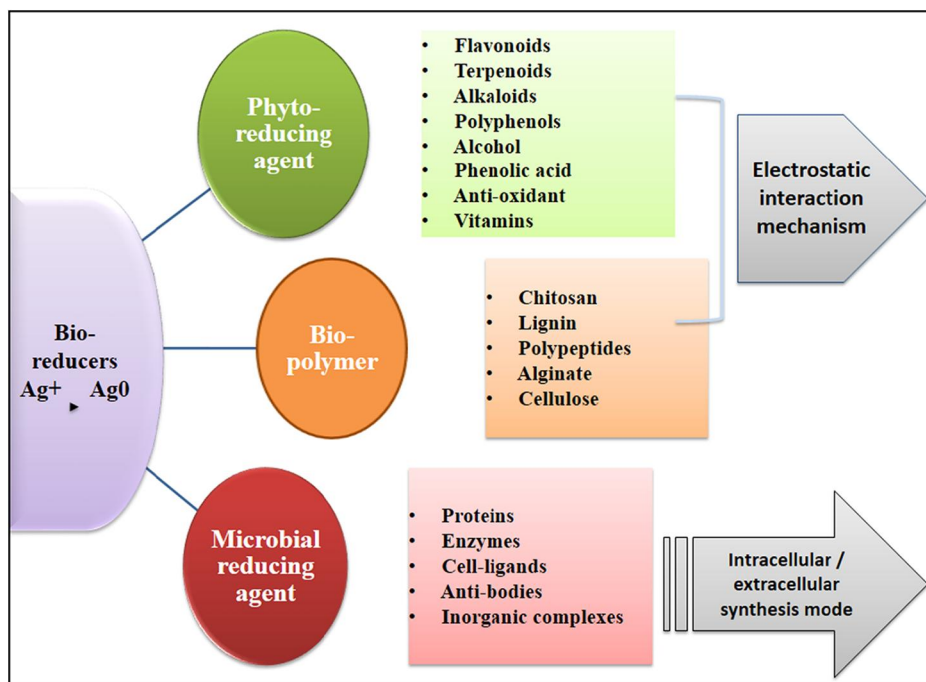 Bio-
reducers
Ag+ ▸ Ag0
Phyto-
reducing
agent
• Flavonoids
• Terpenoids
• Alkaloids
• Polyphenols
• Alcohol
• Phenolic acid
• Anti-oxidant
• Vitamins
Bio-
polymer
• Chitosan
• Lignin
• Polypeptides
• Alginate
• Cellulose
Electrostatic
interaction
mechanism
Microbial
reducing
agent
• Proteins
• Enzymes
• Cell-ligands
• Anti-bodies
• Inorganic complexes
Intracellular /
extracellular
synthesis mode